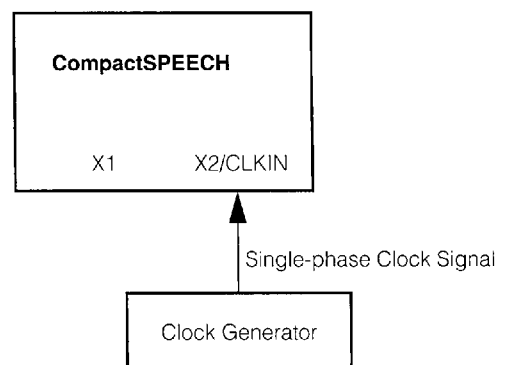 CompactSPEECH
X1 X2/CLKIN
Single-phase Clock Signal
Clock Generator